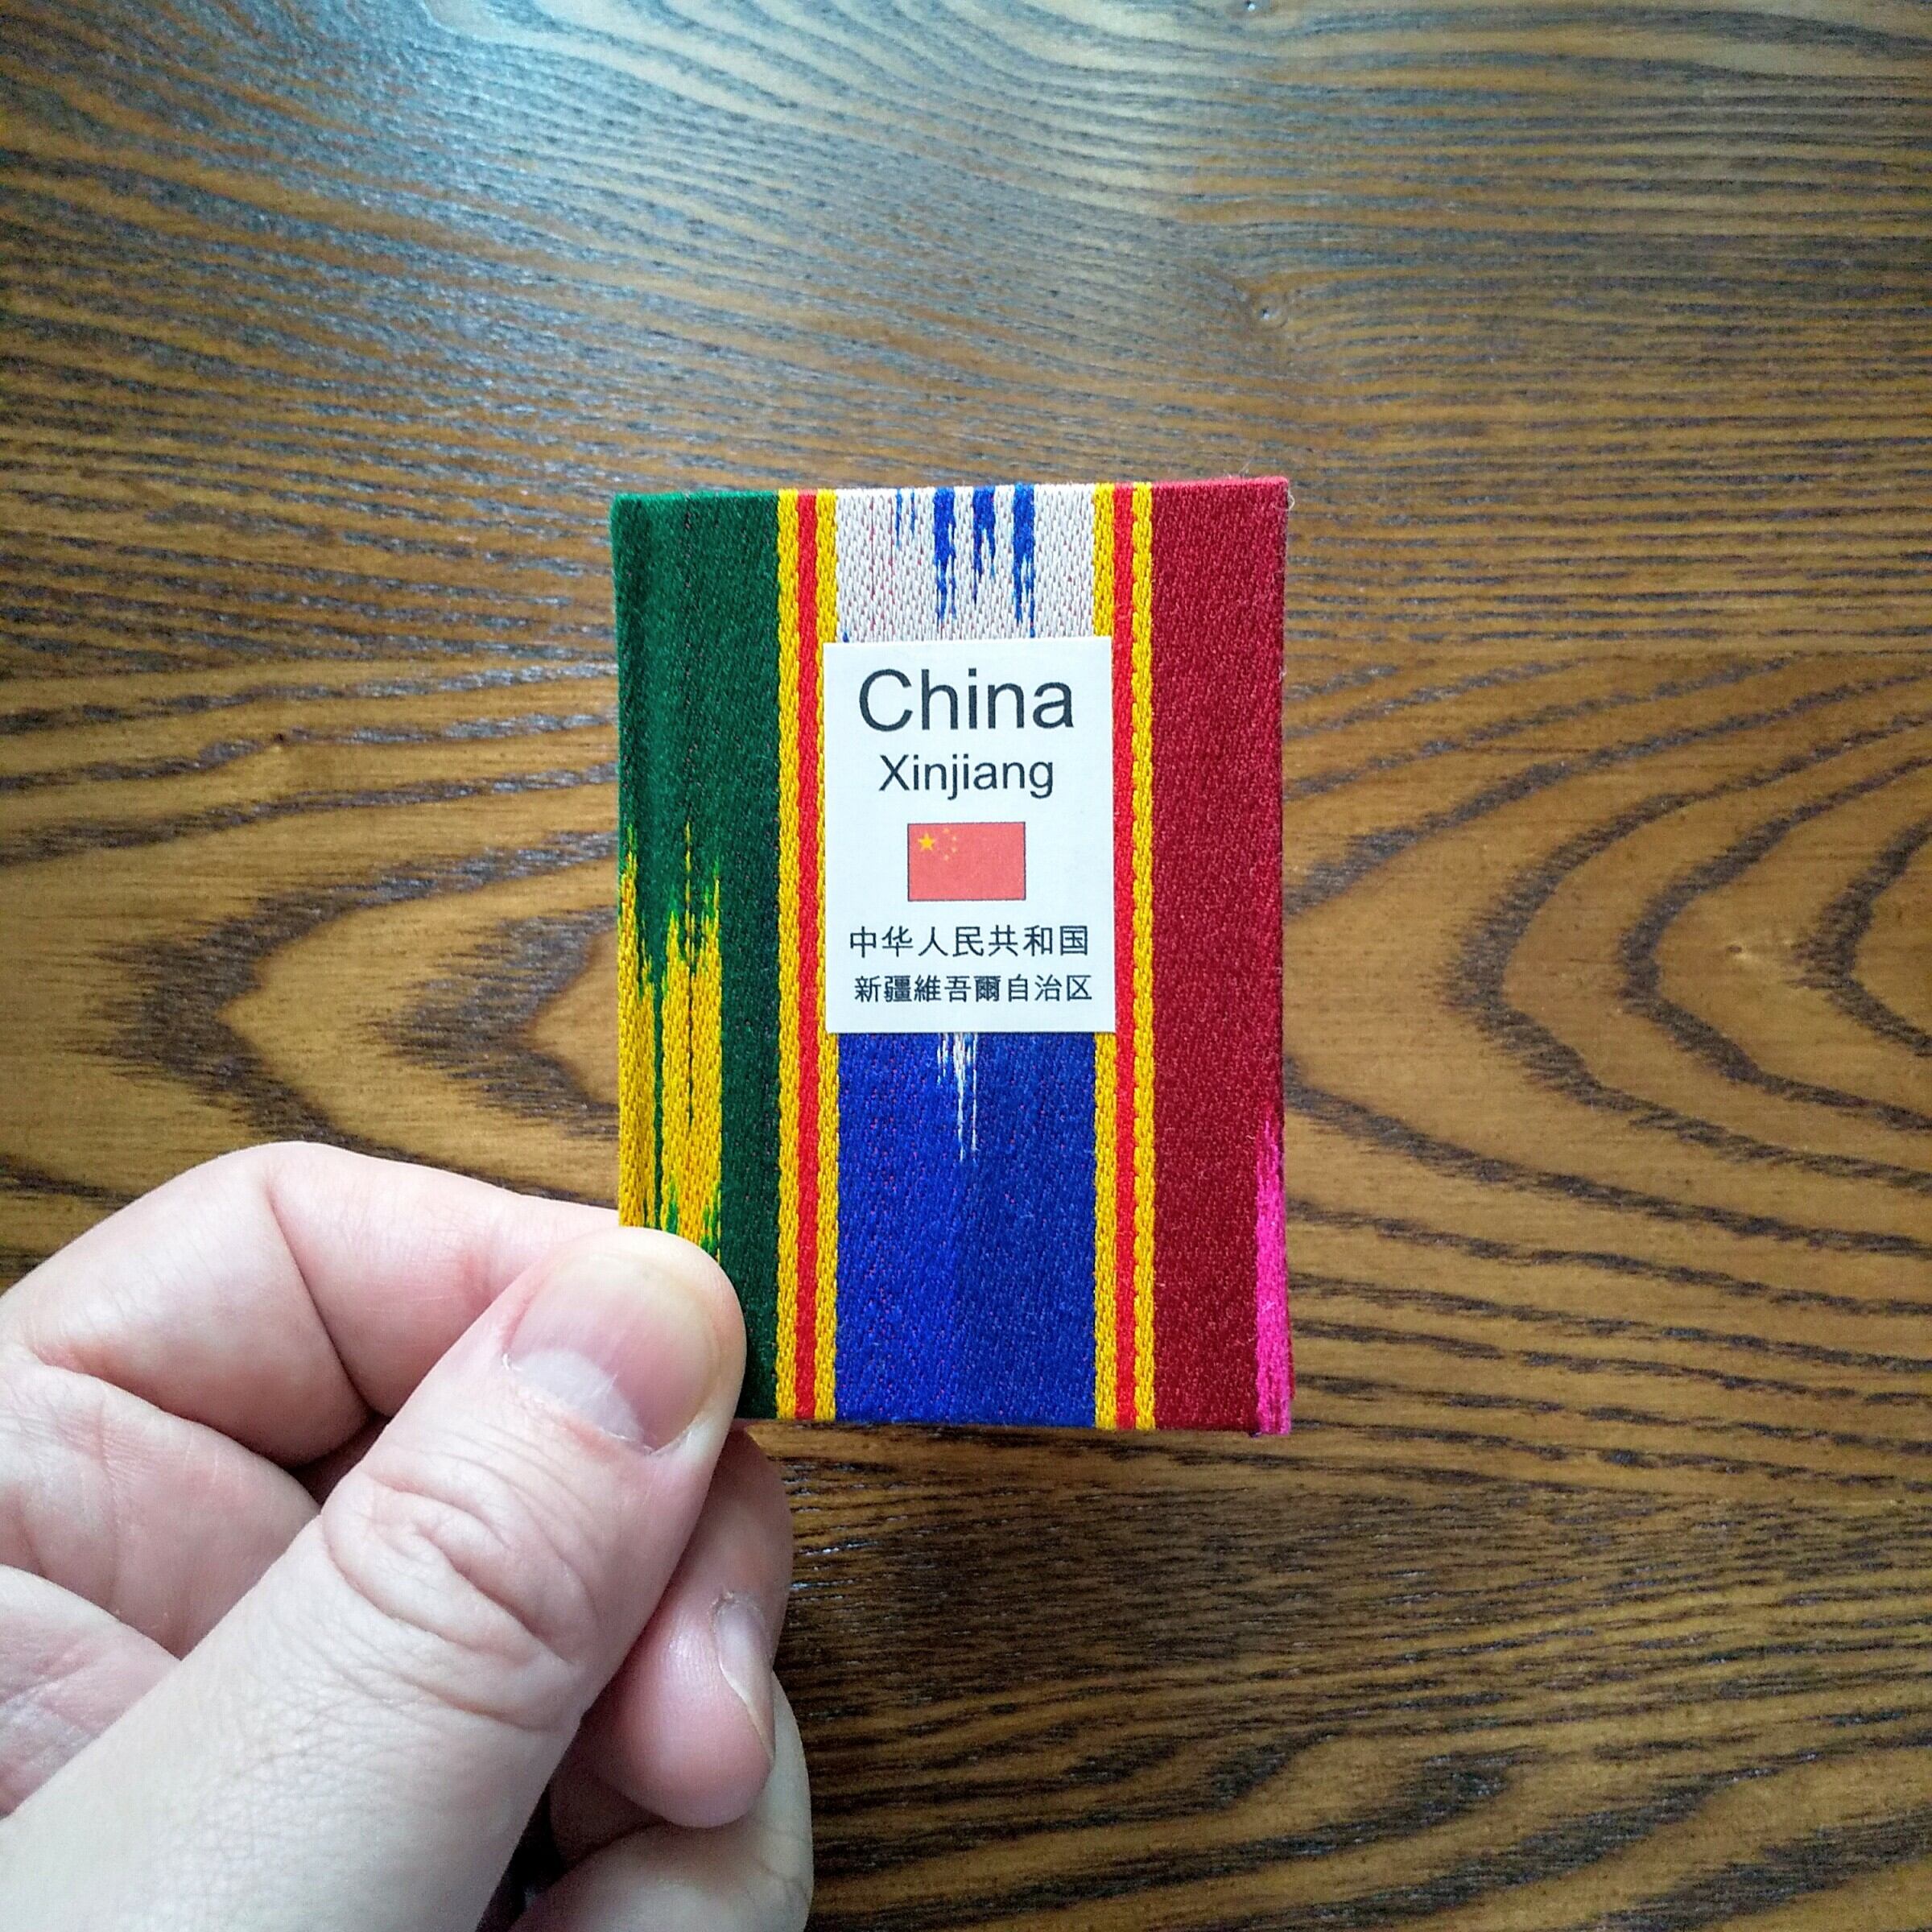 China
Xinjiang
中华人民共和国
新疆維吾爾自治区